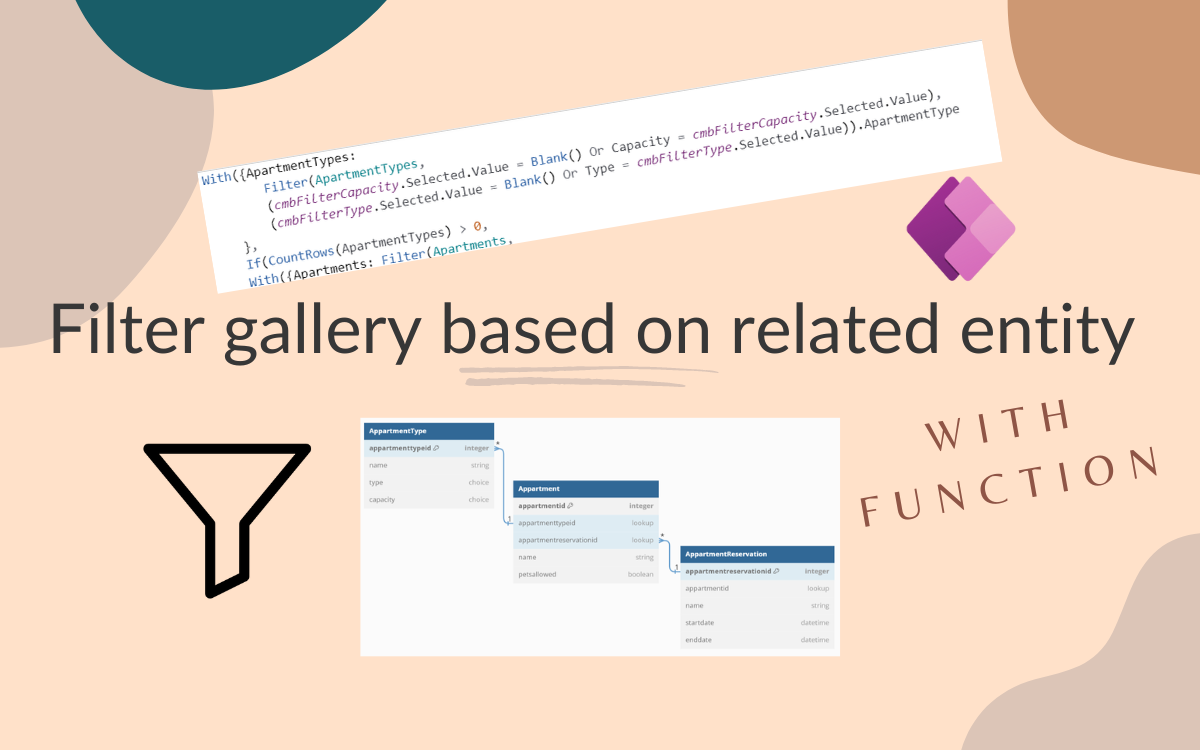 With({ApartmentTypes:
Filter(ApartmentTypes,
(cmbFilterCapacity.Selected.Value = Blank() Or Capacity = cmbFilterCapacity.Selected.Value),
(cmbFilterType.Selected.Value = Blank() Or Type = cmbFilterType.Selected.Value)).ApartmentType
},
If(CountRows(ApartmentTypes) > 0,
With({Apartments: Filter(Apartments,
Filter gallery based on related entity
WITH
FUNCTION
AppartmentType
appartmenttypeid integer
name string
type choice
capacity choice
*
1
Appartment
appartmentid integer
appartmenttypeid lookup
appartmentreservationid lookup
name string
petsallowed boolean
*
1
AppartmentReservation
appartmentreservationid integer
appartmentid lookup
name string
startdate datetime
enddate datetime